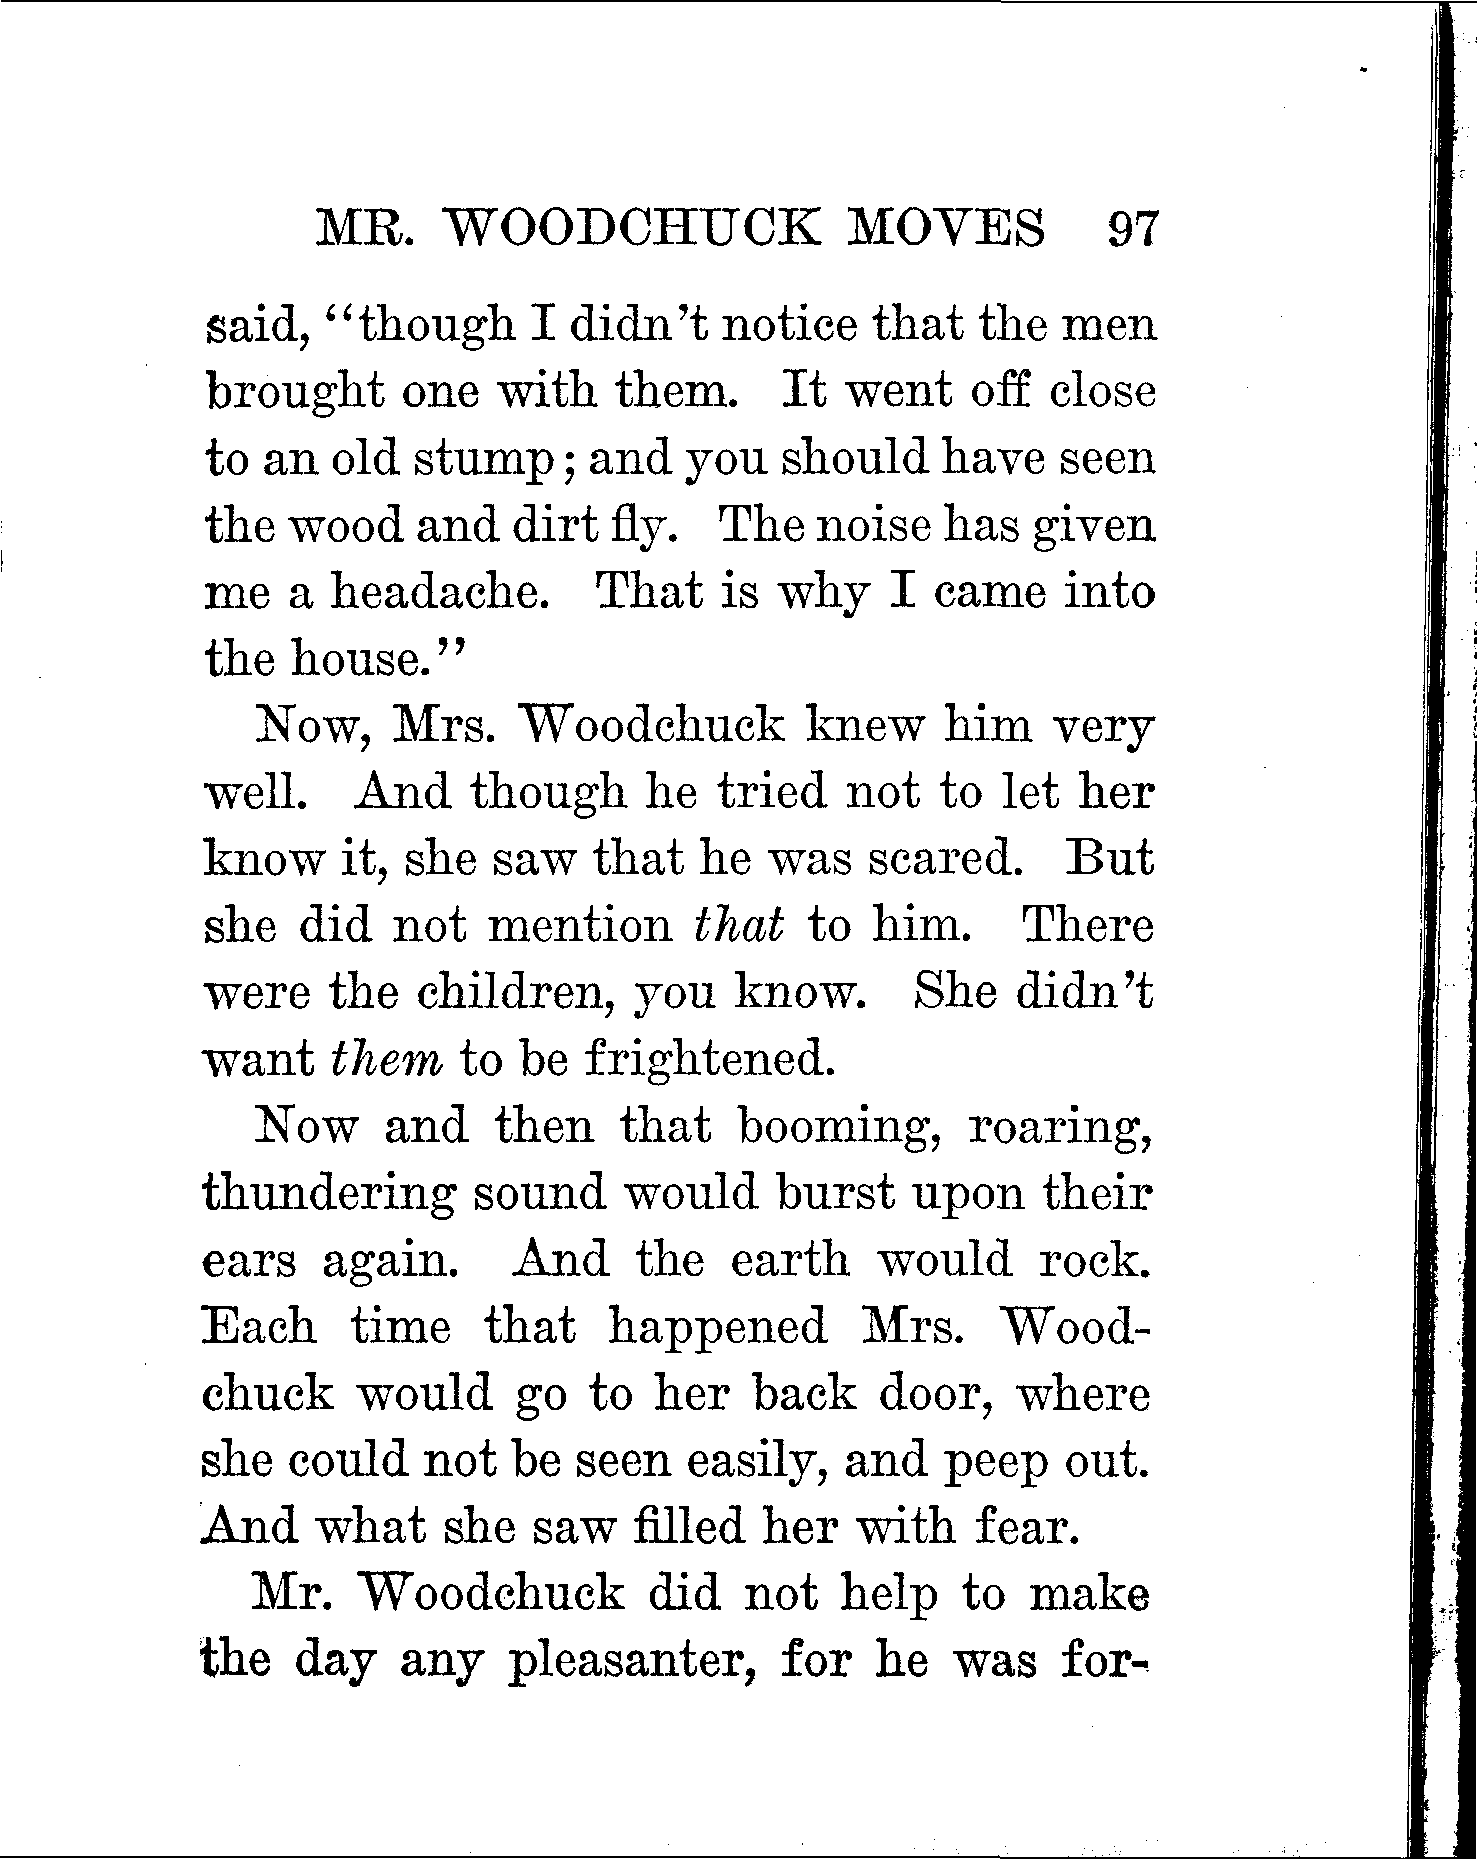 MR. WOODCHUCK MOVES 97
said, “though I didn’t notice that the men
brought one with them. It went off close
to an old stump; and you should have seen
the wood and dirt fly. The noise has given
me a headache. That is why I came into
the house.”
Now, Mrs. Woodchuck knew him very
well. And though he tried not to let her
know it, she saw that he was scared. But
she did not mention that to him. There
were the children, you know. She didn’t
want them to be frightened.
Now and then that booming, roaring,
thundering sound would burst upon their
ears again. And the earth would rock.
Each time that happened Mrs. Wood-
chuck would go to her back door, where
she could not be seen easily, and peep out.
And what she saw filled her with fear.
Mr. Woodchuck did not help to make
the day any pleasanter, for he was for-